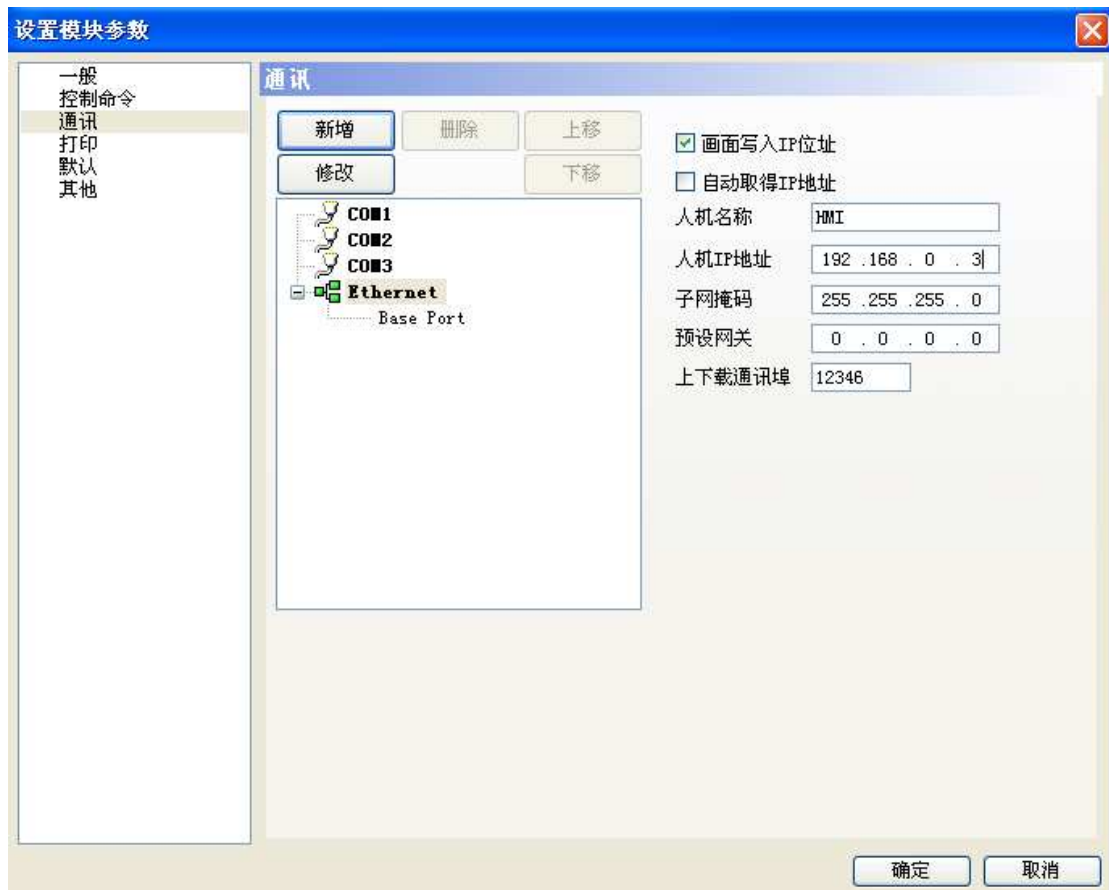 设置模块参数
一般
控制命令
通讯
打印
默认
其他
通讯
新增
删除
上移
修改
下移
COM1
COM2
COM3
Ethernet
Base Port
画面写入IP位址
自动取得IP地址
人机名称 HMI
人机IP地址 192 .168 . 0 . 3
子网掩码 255 .255 .255 . 0
预设网关 0 . 0 . 0 . 0
上下载通讯埠 12346
确定
取消